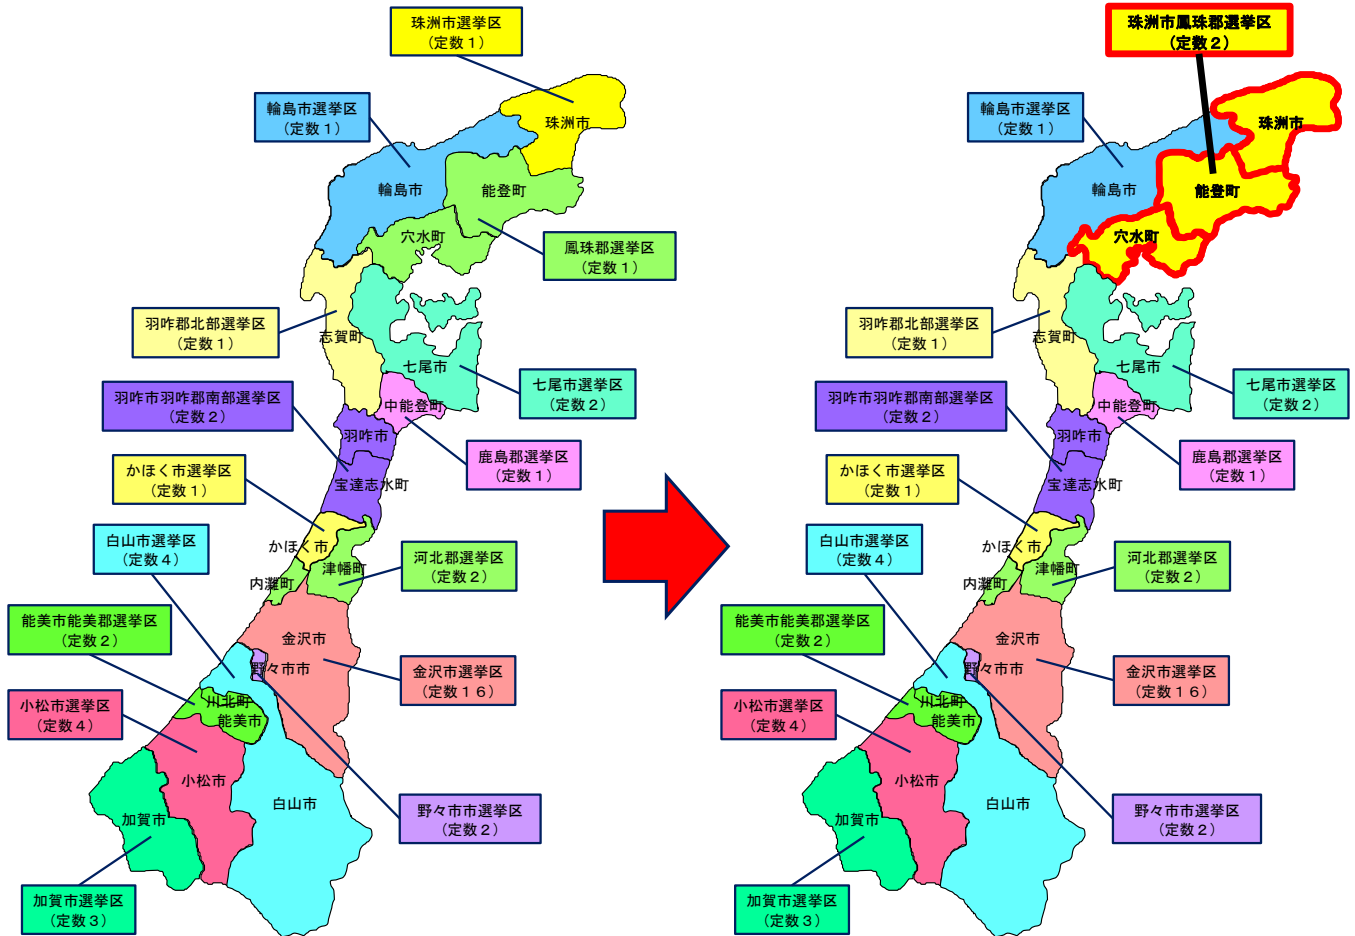 珠洲市選挙区
（定数１）
輪島市選挙区
（定数１）
珠洲市
輪島市
能登町
穴水町
鳳珠郡選挙区
（定数１）
羽咋郡北部選挙区
（定数１）
志賀町
七尾市
七尾市選挙区
（定数２）
羽咋市羽咋郡南部選挙区
（定数２）
中能登町
羽咋市
鹿島郡選挙区
（定数１）
かほく市選挙区
（定数１）
宝達志水町
白山市選挙区
（定数４）
かほく市
津幡町
内灘町
河北郡選挙区
（定数２）
能美市能美郡選挙区
（定数２）
金沢市
野々市市
金沢市選挙区
（定数１６）
小松市選挙区
（定数４）
川北町
能美市
小松市
白山市
加賀市
野々市市選挙区
（定数２）
加賀市選挙区
（定数３）
珠洲市鳳珠郡選挙区
（定数２）
輪島市選挙区
（定数１）
珠洲市
輪島市
能登町
穴水町
羽咋郡北部選挙区
（定数１）
志賀町
七尾市
七尾市選挙区
（定数２）
羽咋市羽咋郡南部選挙区
（定数２）
中能登町
羽咋市
鹿島郡選挙区
（定数１）
かほく市選挙区
（定数１）
宝達志水町
白山市選挙区
（定数４）
かほく市
津幡町
内灘町
河北郡選挙区
（定数２）
能美市能美郡選挙区
（定数２）
金沢市
野々市市
金沢市選挙区
（定数１６）
小松市選挙区
（定数４）
川北町
能美市
小松市
白山市
加賀市
野々市市選挙区
（定数２）
加賀市選挙区
（定数３）